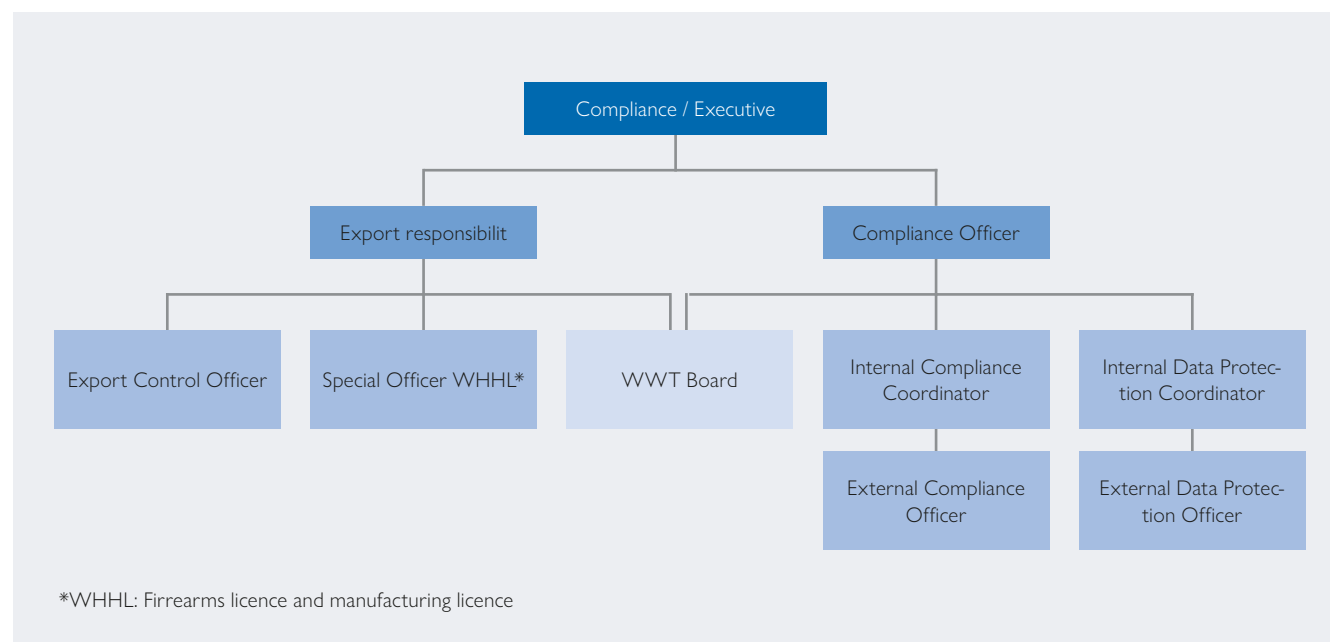 Compliance / Executive
Export responsibilit
Compliance Officer
Export Control Officer
Special Officer WHHL*
WWT Board
Internal Compliance
Coordinator
Internal Data Protec-
tion Coordinator
External Compliance
Officer
External Data Protec-
tion Officer
*WHHL: Firrearms licence and manufacturing licence